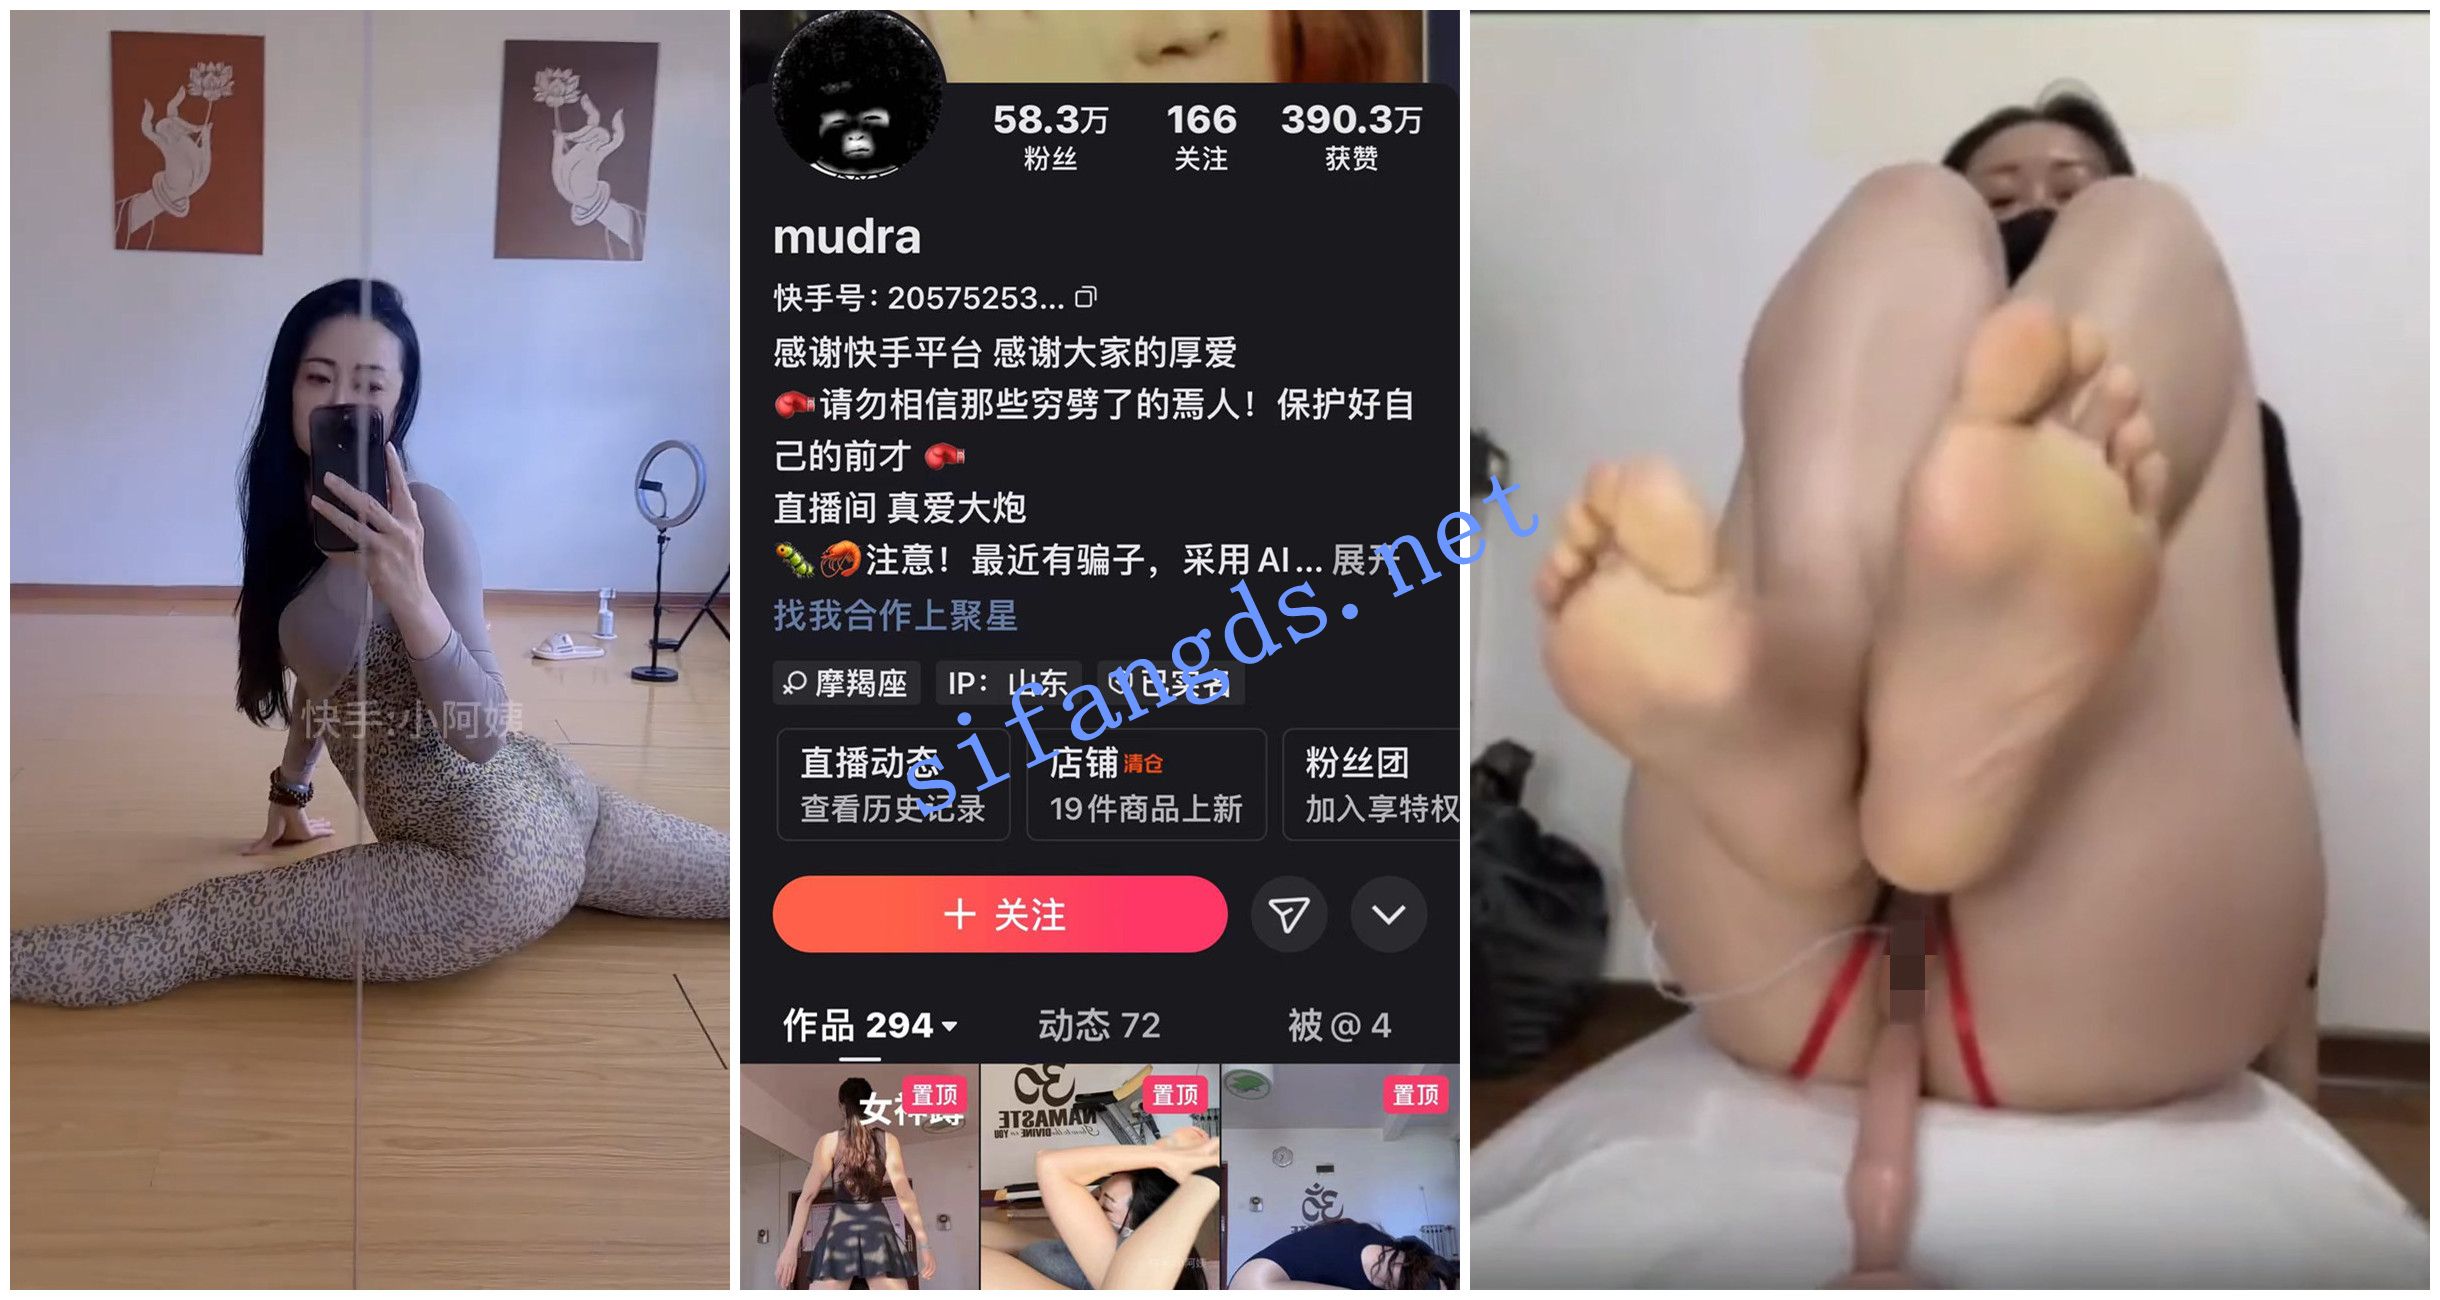 快手:小阿姨
58.3万
166
390.3万
粉丝
关注
获赞
mudra
快手号：20575253...
感谢快手平台 感谢大家的厚爱
请勿相信那些穷劈了的焉人！保护好自
己的前才
直播间 真爱大炮
注意！最近有骗子，采用AI... 展开
找我合作上聚星
摩羯座
IP：山东
已实名
直播动态
查看历史记录
店铺 清仓
19件商品上新
粉丝团
加入享特权
+ 关注
作品 294
动态 72
被@ 4
置顶
置顶
置顶
女神
NAMASTE
sifangds.net